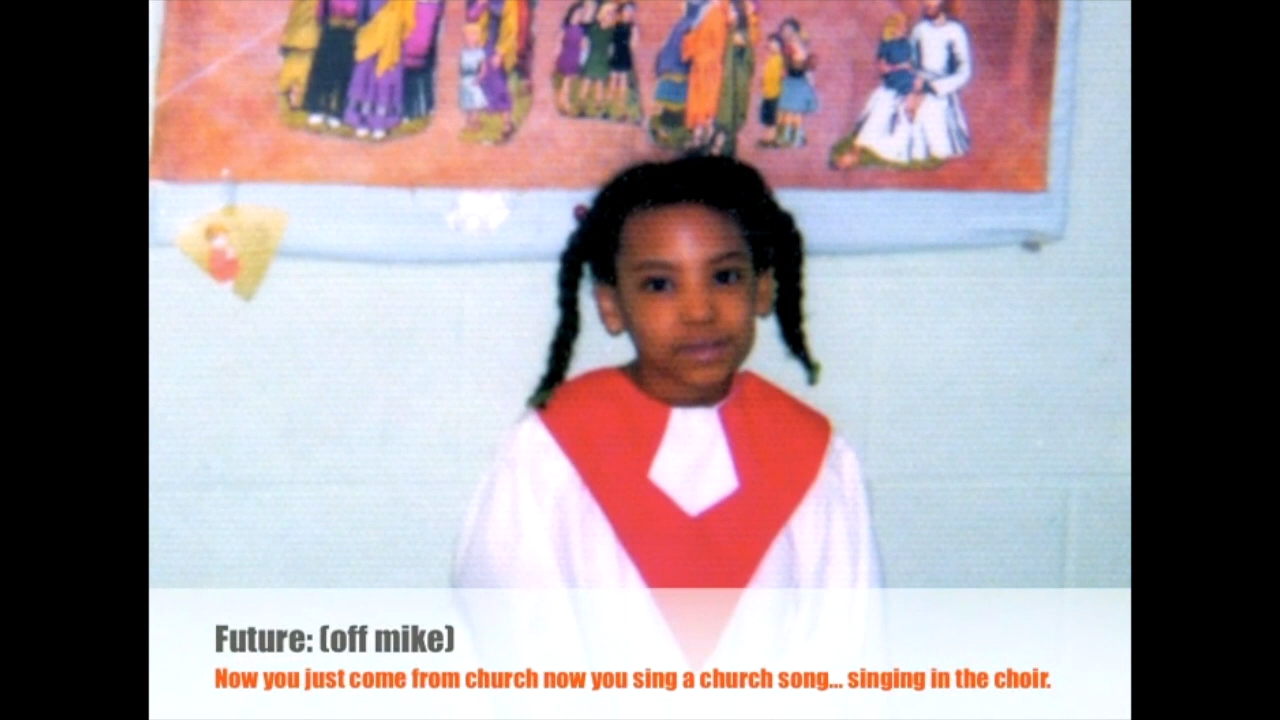 Future: (off mike)
Now you just come from church now you sing a church song... singing in the choir.